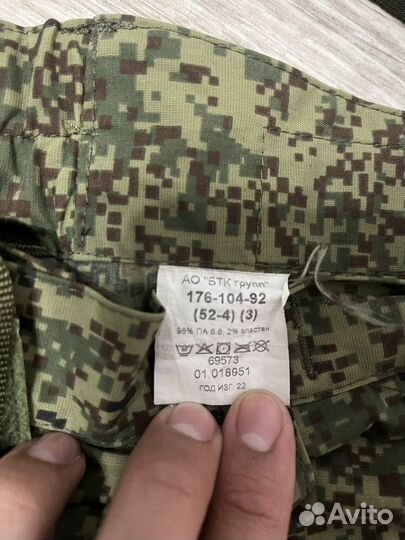 АО "БТК групп"
176-104-92
(52-4) (3)
98% ПА 6.6, 2% эластан
69573
01.018951
ГОД ИЗГ. 22
Avito